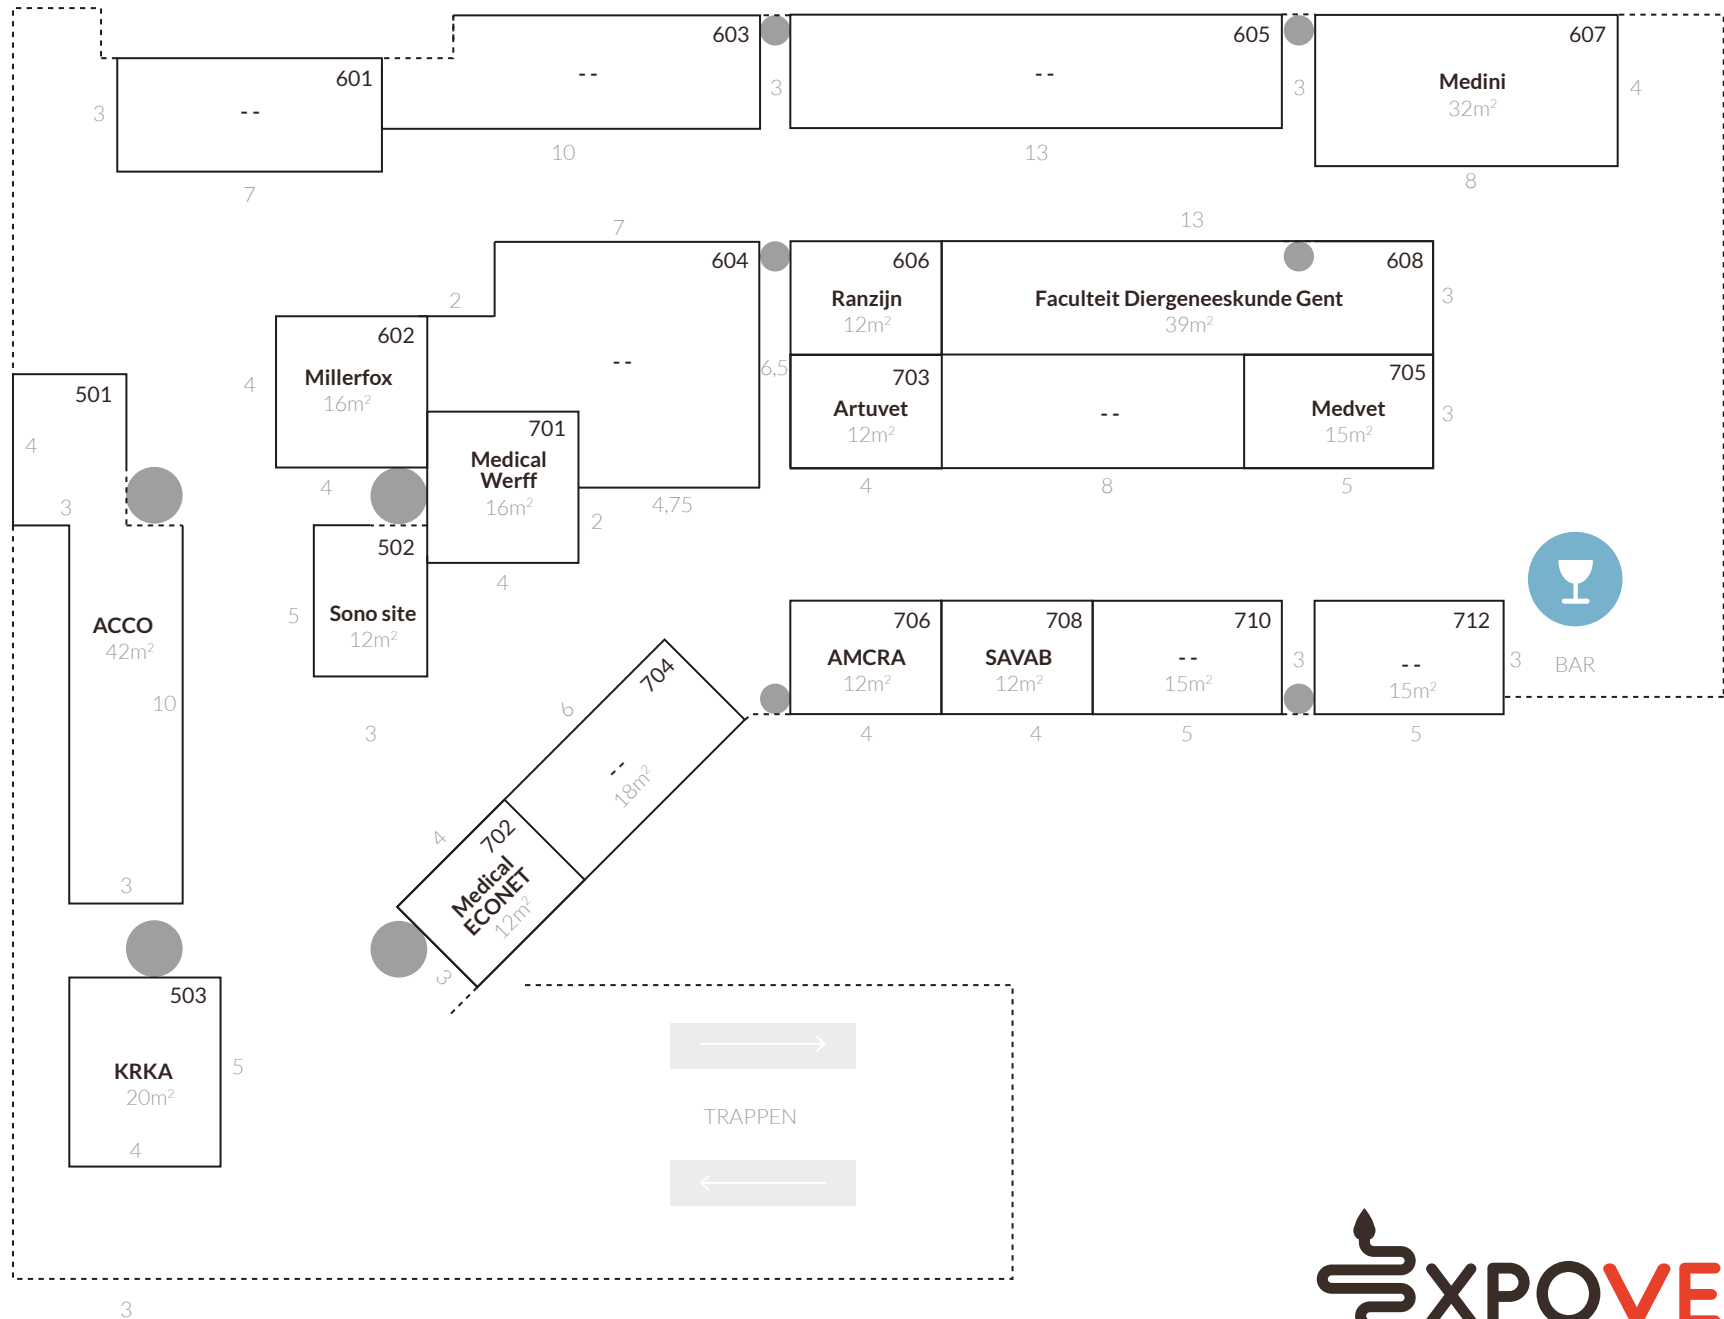 603
605
607
601
--
--
Medini
32m²
3
--
3
3
4
10
13
8
7
7
13
604
606
608
2
Ranzijn
12m²
Faculteit Diergeneeskunde Gent
39m²
3
602
Millerfox
16m²
4
--
6,5
703
Artuvet
12m²
--
705
Medvet
15m²
3
501
4
3
701
Medical
Werff
16m²
4
4,75
2
4
8
5
502
Sono site
12m²
5
4
ACCO
42m²
10
3
706
AMCRA
12m²
708
SAVAB
12m²
710
--
15m²
3
712
--
15m²
3
BAR
4
4
5
5
704
6
--
18m²
3
702
Medical
ECONET
12m²
4
3
503
KRKA
20m²
5
4
TRAPPEN
3
EXPOVE